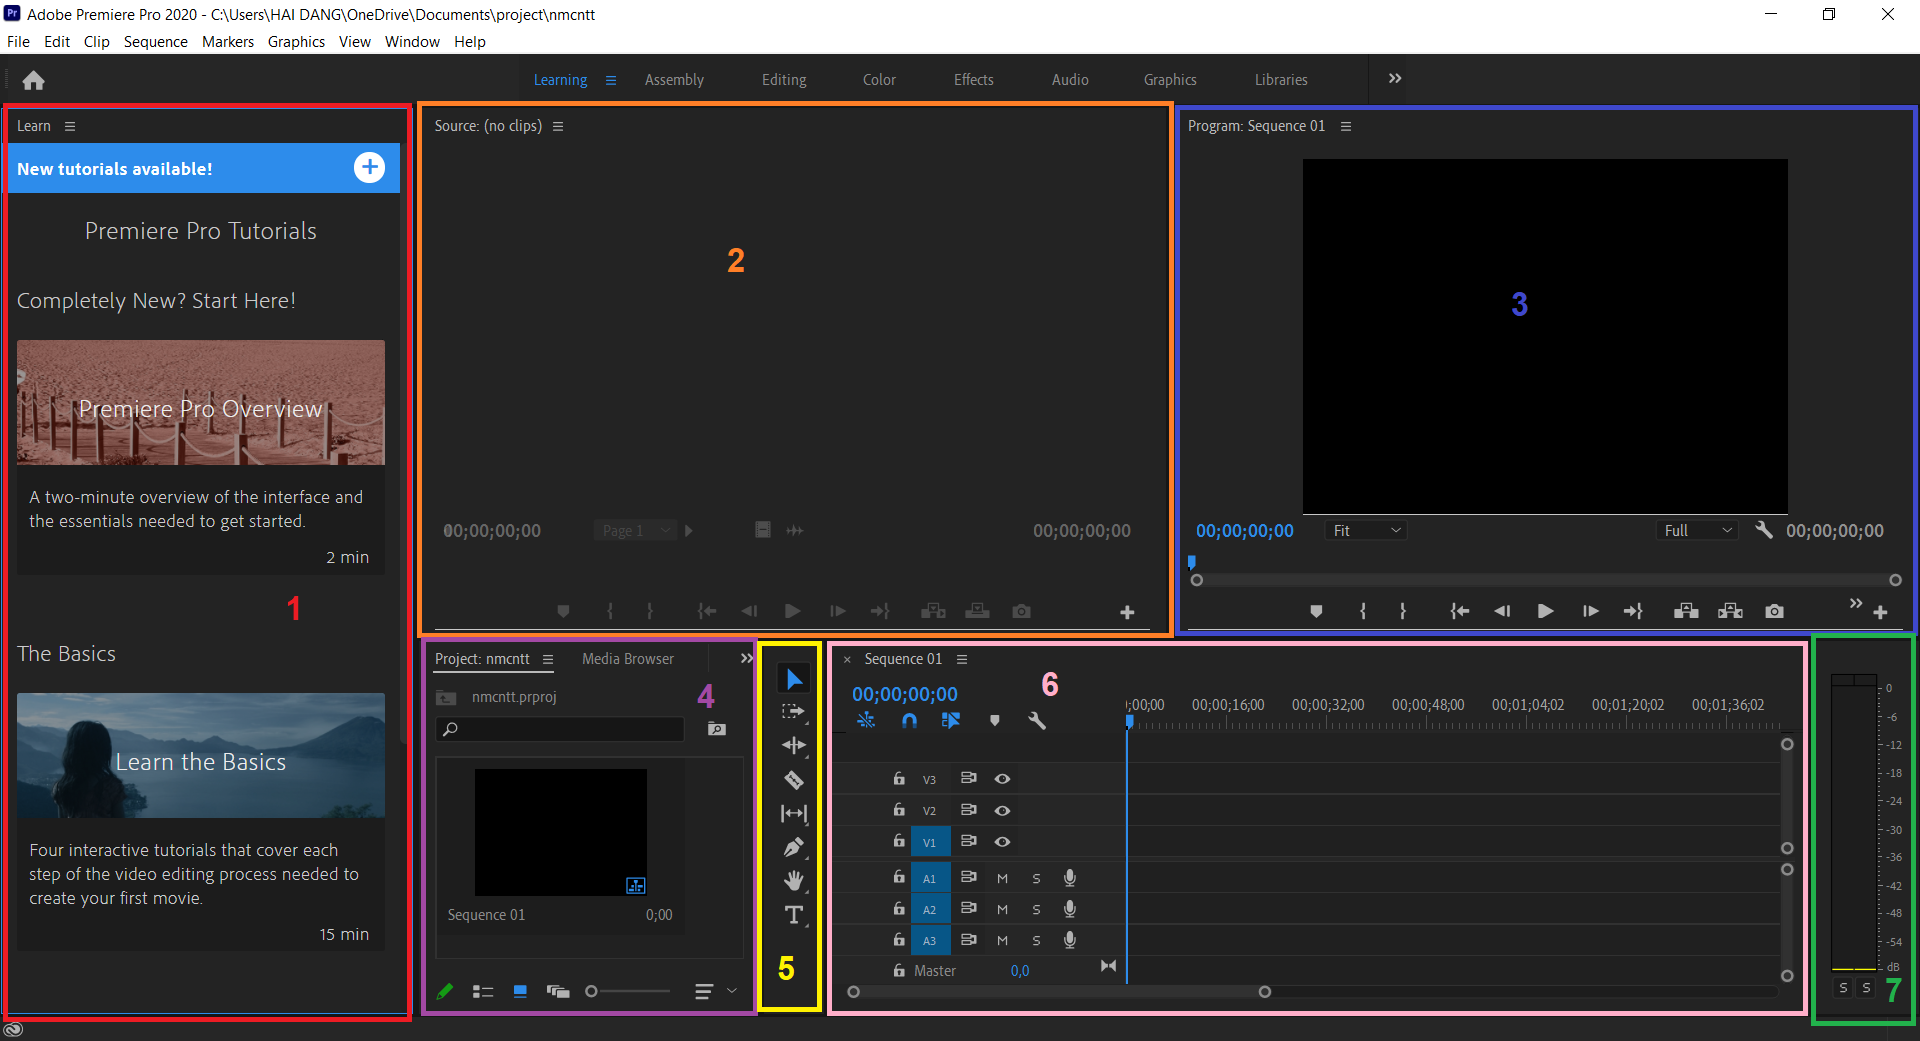 Adobe Premiere Pro 2020 - C:\Users\HAI DANG\OneDrive\Documents\project\nmcntt
File Edit Clip Sequence Markers Graphics View Window Help
Learning Assembly Editing Color Effects Audio Graphics Libraries
Learn
New tutorials available!
Premiere Pro Tutorials
Completely New? Start Here!
Premiere Pro Overview
A two-minute overview of the interface and
the essentials needed to get started.
2 min
1
The Basics
Learn the Basics
Four interactive tutorials that cover each
step of the video editing process needed to
create your first movie.
15 min
Source: (no clips)
2
00;00;00;00 Page 1 00;00;00;00
Program: Sequence 01
3
00;00;00;00 Fit Full 00;00;00;00
Project: nmcntt Media Browser
4
nmcntt.prproj
Sequence 01 0;00
5
Sequence 01
6
00;00;00;00
;00;00 00;00;16;00 00;00;32;00 00;00;48;00 00;01;04;02 00;01;20;02 00;01;36;02
V3
V2
V1
A1 M S
A2 M S
A3 M S
Master 0,0
0
-6
-12
-18
-24
-30
-36
-42
-48
-54
dB
S S
7